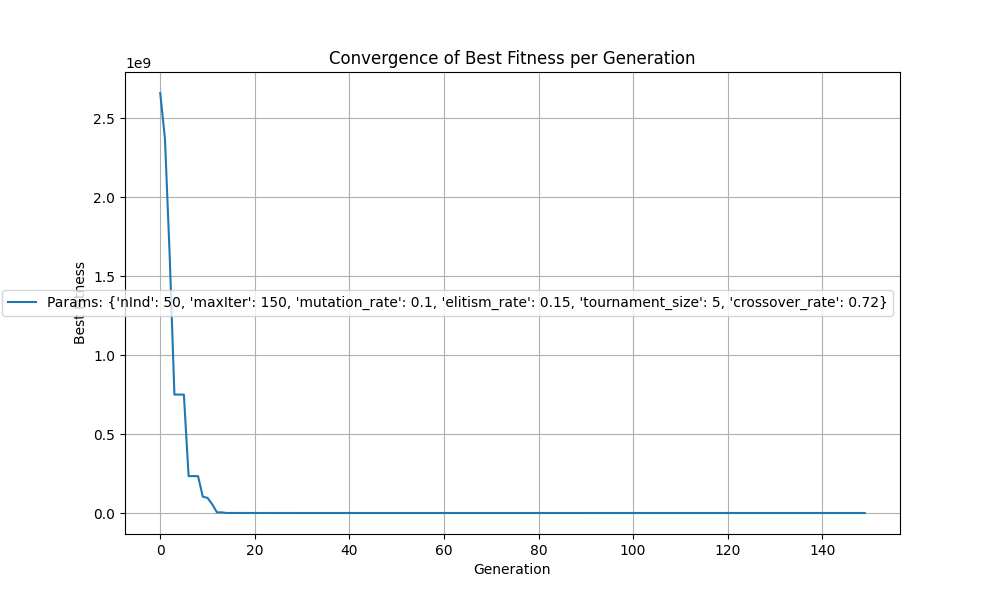 Convergence of Best Fitness per Generation
1e9
2.5
2.0
1.5
1.0
0.5
0.0
Best Fitness
Params: {'nInd': 50, 'maxIter': 150, 'mutation_rate': 0.1, 'elitism_rate': 0.15, 'tournament_size': 5, 'crossover_rate': 0.72}
0 20 40 60 80 100 120 140
Generation